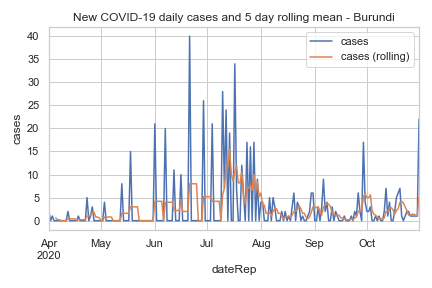 New COVID-19 daily cases and 5 day rolling mean - Burundi
cases
cases (rolling)
40
35
30
25
20
15
10
5
0
cases
Apr
2020
May
Jun
Jul
Aug
Sep
Oct
dateRep